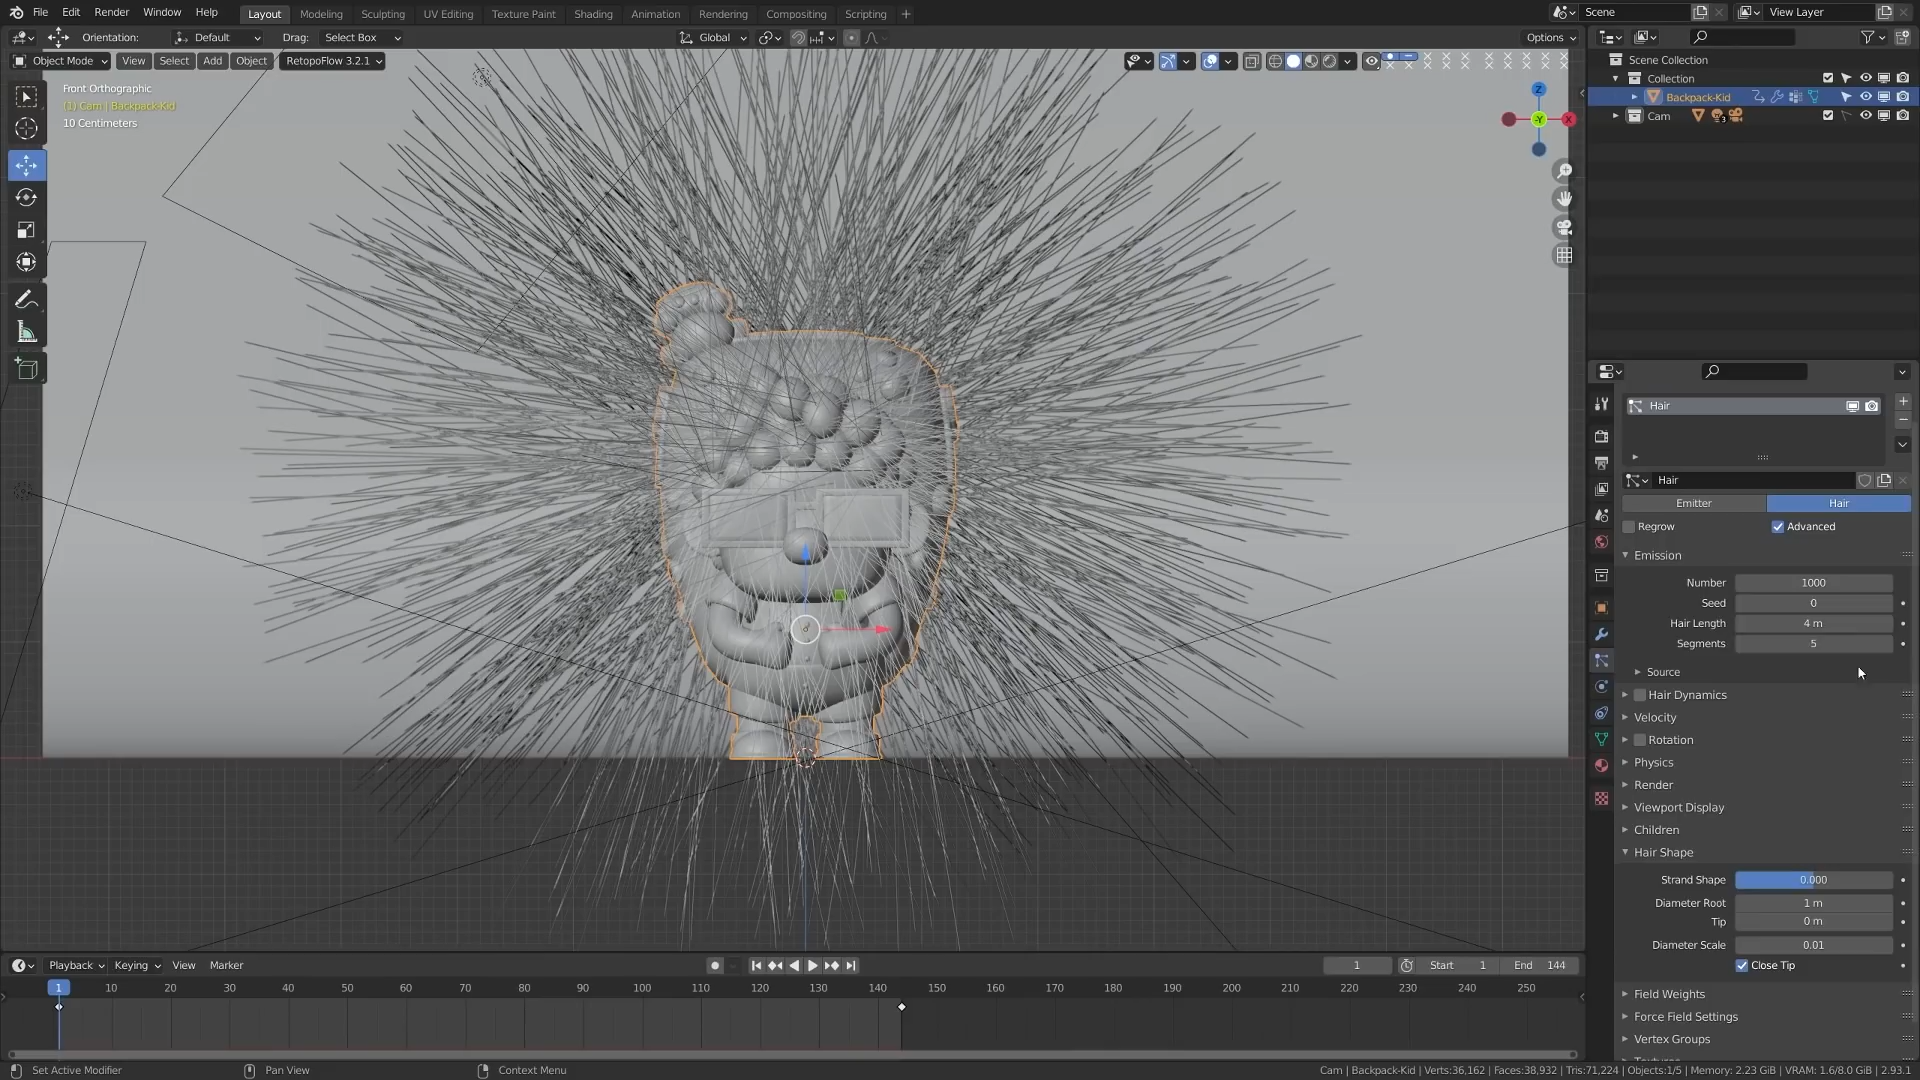 File Edit Render Window Help Layout Modeling Sculpting UV Editing Texture Paint Shading Animation Rendering Compositing Scripting + Scene View Layer
Orientation: Default Drag: Select Box Global Options
Object Mode View Select Add Object RetopoFlow 3.2.1
Front Orthographic
(1) Cam | Backpack-Kid
10 Centimeters
Z
Y
X
Scene Collection
Collection
Backpack-Kid
Cam 3
Hair
Hair
Emitter Hair
Regrow Advanced
Emission
Number 1000
Seed 0
Hair Length 4 m
Segments 5
Source
Hair Dynamics
Velocity
Rotation
Physics
Render
Viewport Display
Children
Hair Shape
Strand Shape 0.000
Diameter Root 1 m
Tip 0 m
Diameter Scale 0.01
Close Tip
Field Weights
Force Field Settings
Vertex Groups
Textures
Playback Keying View Marker 1 Start 1 End 144
1 10 20 30 40 50 60 70 80 90 100 110 120 130 140 150 160 170 180 190 200 210 220 230 240 250
Set Active Modifier Pan View Context Menu Cam | Backpack-Kid | Verts:36,162 | Faces:38,932 | Tris:71,224 | Objects:1/5 | Memory: 2.23 GiB | VRAM: 1.6/8.0 GiB | 2.93.1